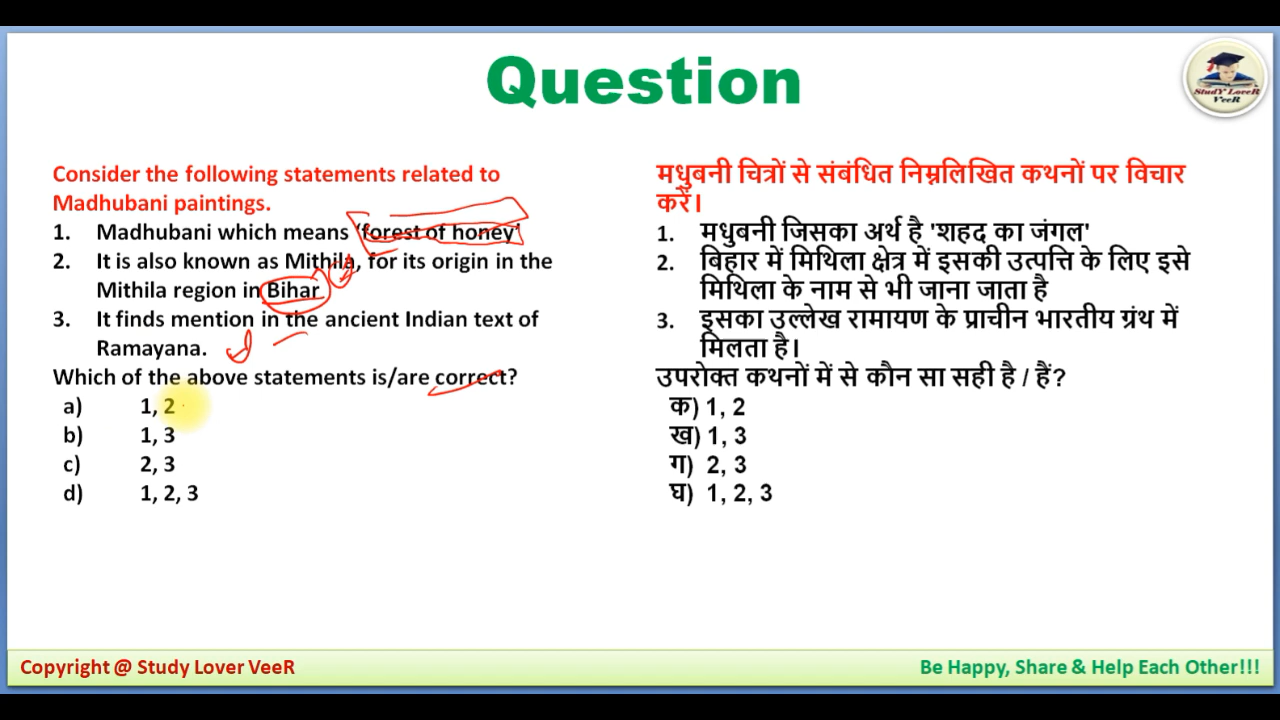 Question
StudY LoveR
VeeR
Consider the following statements related to
Madhubani paintings.
1. Madhubani which means 'forest of honey'
2. It is also known as Mithila, for its origin in the
Mithila region in Bihar
3. It finds mention in the ancient Indian text of
Ramayana.
Which of the above statements is/are correct?
a) 1, 2
b) 1, 3
c) 2, 3
d) 1, 2, 3
मधुबनी चित्रों से संबंधित निम्नलिखित कथनों पर विचार
करें।
1. मधुबनी जिसका अर्थ है 'शहद का जंगल'
2. बिहार में मिथिला क्षेत्र में इसकी उत्पत्ति के लिए इसे
मिथिला के नाम से भी जाना जाता है
3. इसका उल्लेख रामायण के प्राचीन भारतीय ग्रंथ में
मिलता है।
उपरोक्त कथनों में से कौन सा सही है / हैं?
क) 1, 2
ख) 1, 3
ग) 2, 3
घ) 1, 2, 3
Copyright @ Study Lover VeeR
Be Happy, Share & Help Each Other!!!